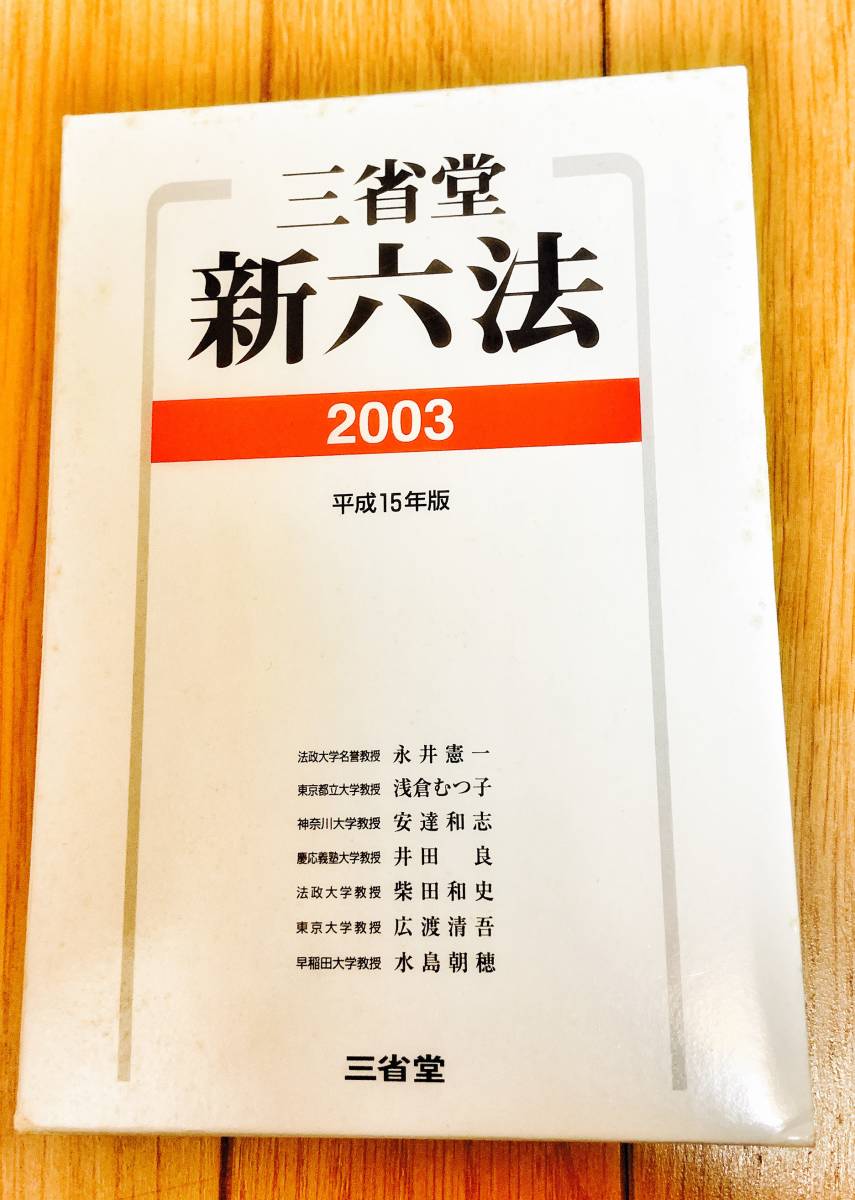 三省堂
新六法
2003
平成15年版
法政大学名誉教授 永井憲一
東京都立大学教授 浅倉むつ子
神奈川大学教授 安達和志
慶応義塾大学教授 井田 良
法政大学教授 柴田和史
東京大学教授 広渡清吾
早稲田大学教授 水島朝穂
三省堂